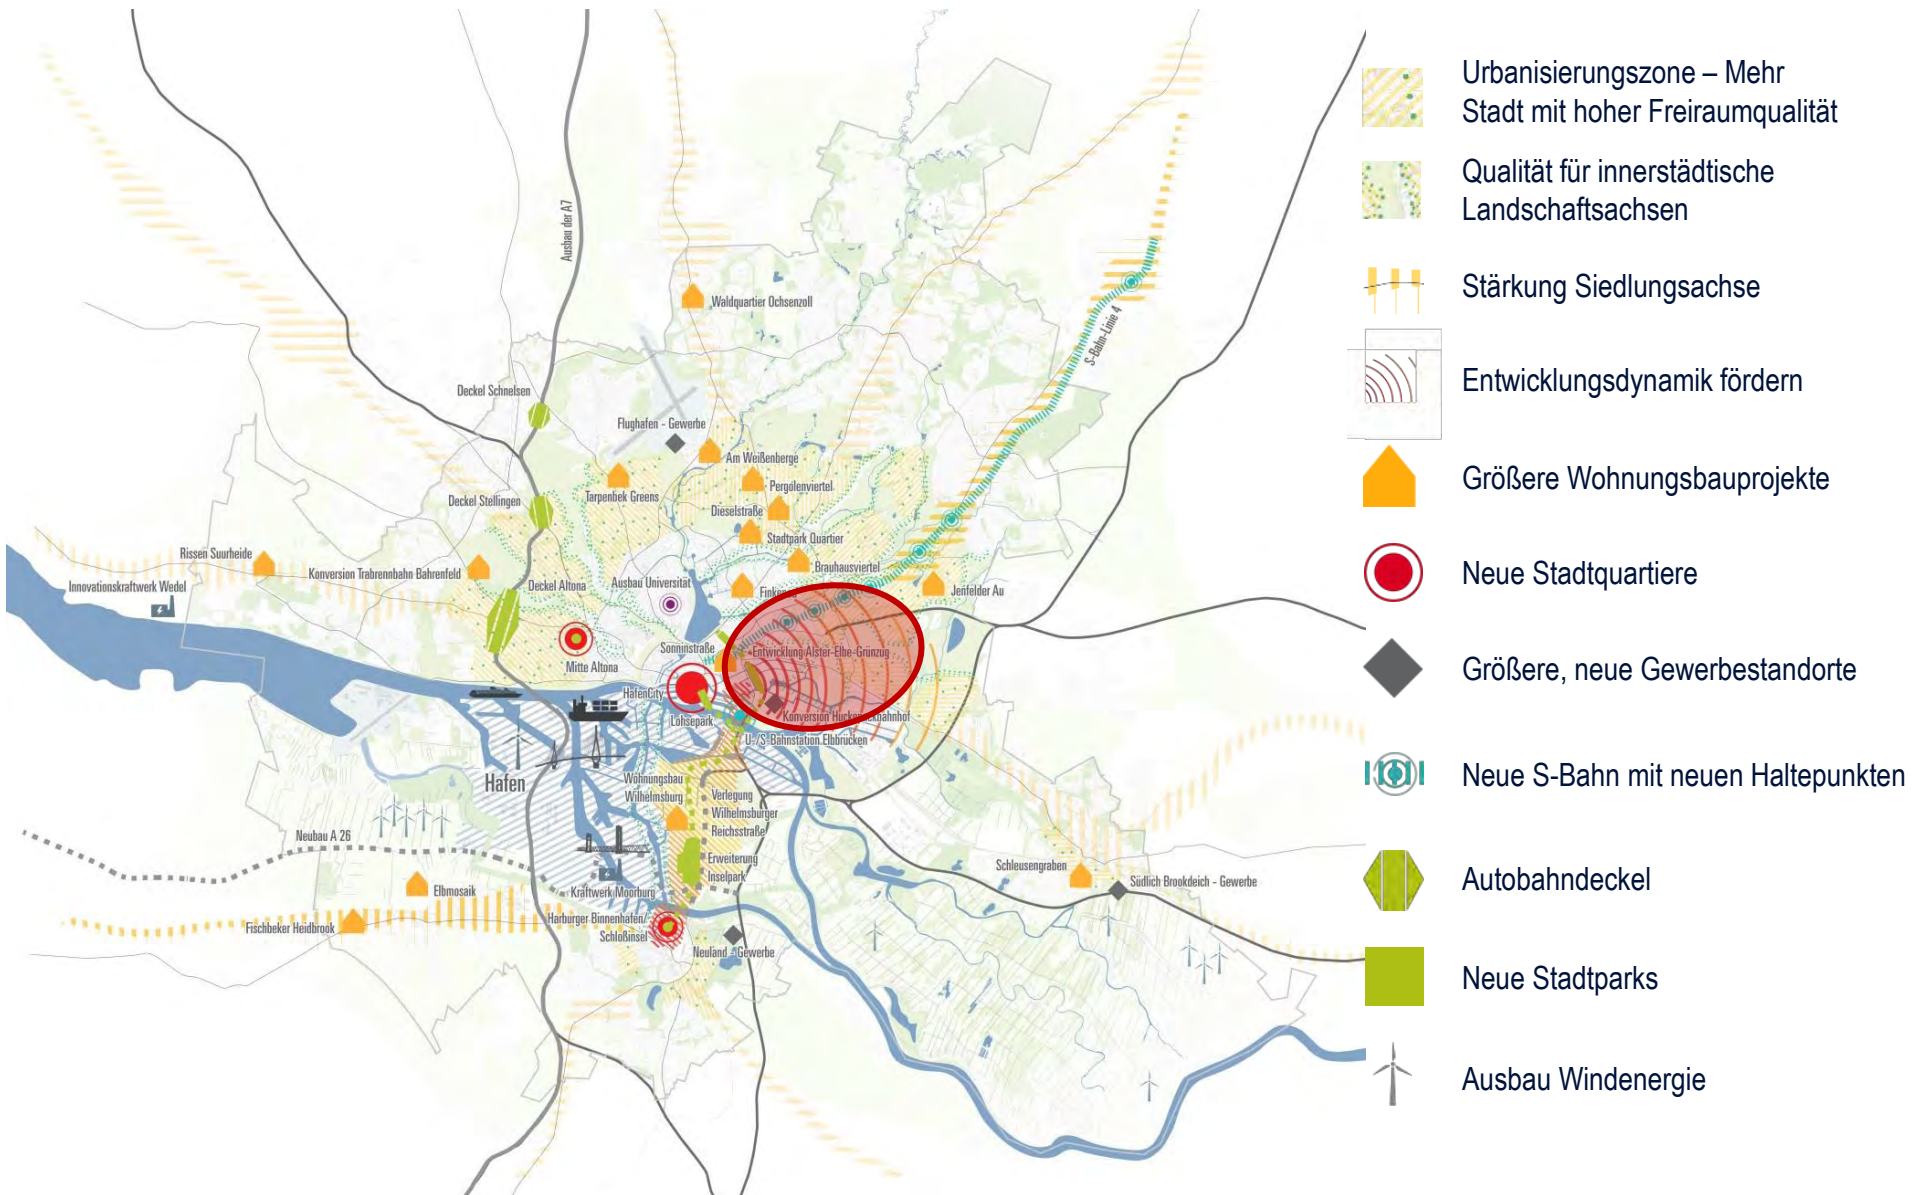 Urbanisierungszone – Mehr
Stadt mit hoher Freiraumqualität
Qualität für innerstädtische
Landschaftsachsen
Stärkung Siedlungsachse
Entwicklungsdynamik fördern
Größere Wohnungsbauprojekte
Neue Stadtquartiere
Größere, neue Gewerbestandorte
Neue S-Bahn mit neuen Haltepunkten
Autobahndeckel
Neue Stadtparks
Ausbau Windenergie
Ausbau der A7
S-Bahn-Linie 4
Waldquartier Ochsenzoll
Deckel Schnelsen
Flughafen - Gewerbe
Am Weißenberge
Tarpenbek Greens
Pergolenviertel
Deckel Stellingen
Dieselstraße
Stadtpark Quartier
Rissen Suurheide
Brauhausviertel
Konversion Trabrennbahn Bahrenfeld
Innovationskraftwerk Wedel
Deckel Altona
Ausbau Universität
Jenfelder Au
Sonninstraße
Entwicklung Alster-Elbe-Grünzug
Mitte Altona
HafenCity
Lohsepark
Konversion
U-/S-Bahnstation Elbbrücken
Hafen
Wohnungsbau
Wilhelmsburg
Verlegung
Wilhelmsburger
Reichsstraße
Neubau A 26
Erweiterung
Inselpark
Schleusengraben
Südlich Brookdeich - Gewerbe
Elbmosaik
Kraftwerk Moorburg
Fischbeker Heidbrook
Harburger Binnenhafen/
Schloßinsel
Neuland - Gewerbe